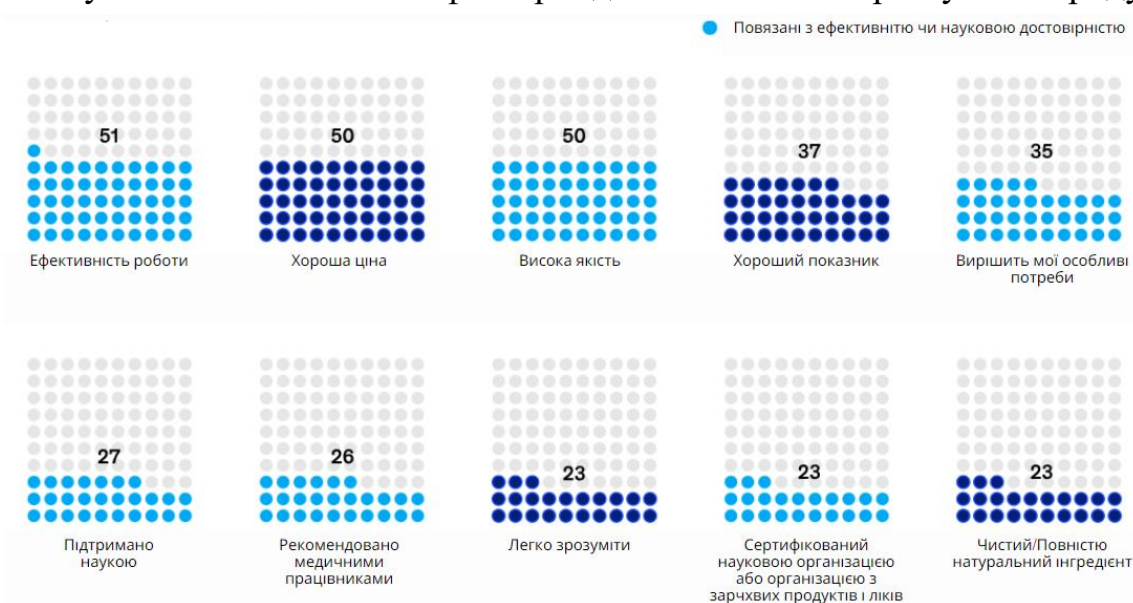 Повязані з ефективнітю чи науковою достовірністю
51
50
50
37
35
Ефективність роботи
Хороша ціна
Висока якість
Хороший показник
Вирішить мої особливі
потреби
27
26
23
23
23
Підтримано
наукою
Рекомендовано
медичними
працівниками
Легко зрозуміти
Сертифікований
науковою організацією
або організацією з
зарчхвих продуктів і ліків
Чистий/Повністю
натуральний інгредієнт